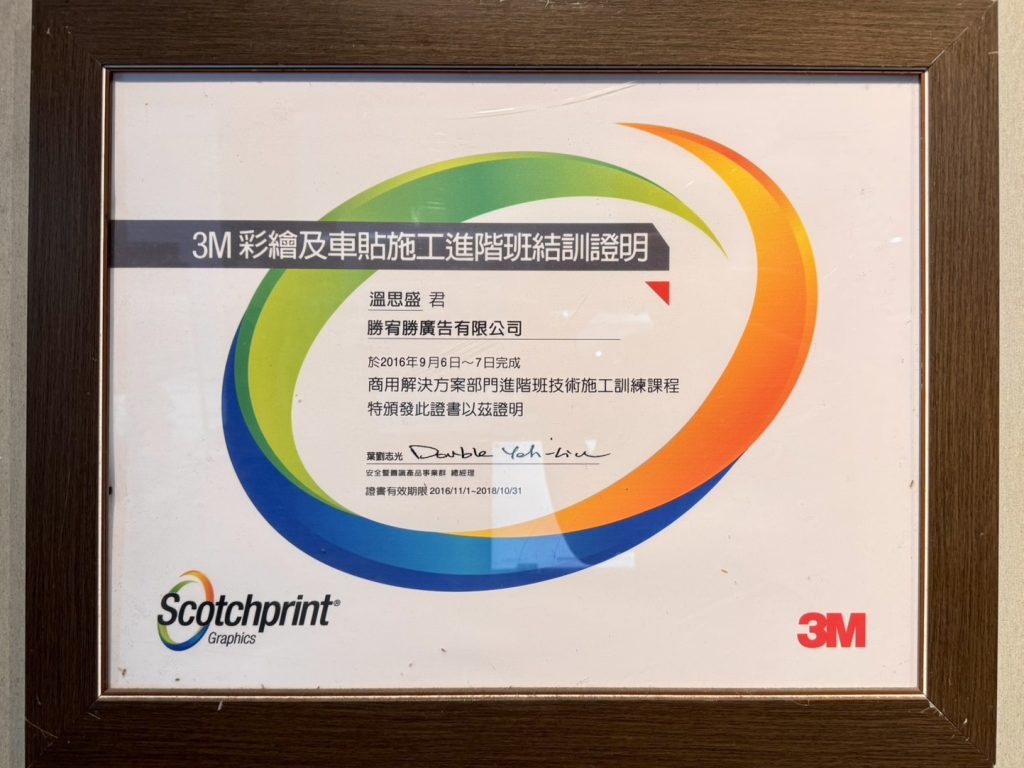 3M 彩繪及車貼施工進階班結訓證明
溫思盛 君
勝宥勝廣告有限公司
於2016年9月6日～7日完成
商用解決方案部門進階班技術施工訓練課程
特頒發此證書以茲證明
葉劉志光 Double Yeh-Liu
安全暨標識產品事業群 總經理
證書有效期限 2016/11/1~2018/10/31
Scotchprint®
Graphics
3M